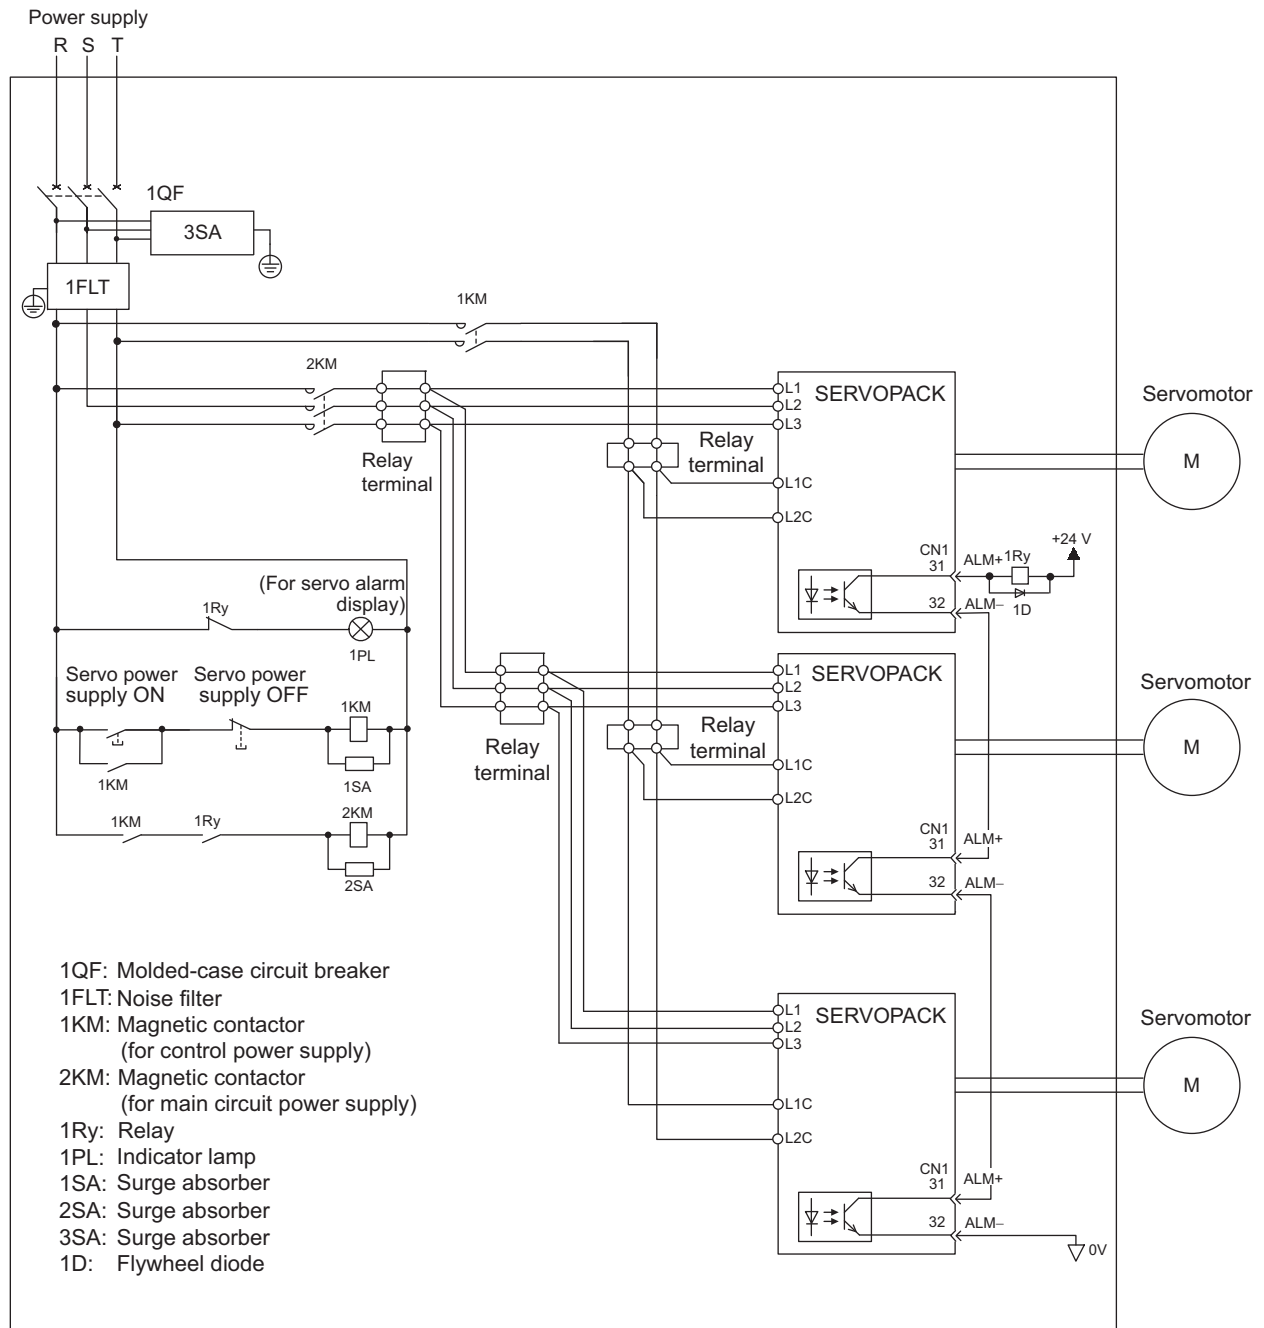 Power supply
R S T
1QF
3SA
1FLT
1KM
2KM
L1
SERVOPACK
Servomotor
L2
L3
Relay
terminal
Relay
terminal
M
L1C
L2C
CN1
31
ALM+
1Ry
+24 V
32
ALM–
1D
(For servo alarm
display)
1Ry
1PL
Servo power
supply ON
Servo power
supply OFF
1KM
1KM
1SA
1KM
1Ry
2KM
2SA
L1
SERVOPACK
Servomotor
L2
L3
Relay
terminal
Relay
terminal
M
L1C
L2C
CN1
31
ALM+
32
ALM–
L1
SERVOPACK
Servomotor
L2
L3
M
L1C
L2C
CN1
31
ALM+
32
ALM–
0V
1QF: Molded-case circuit breaker
1FLT: Noise filter
1KM: Magnetic contactor
(for control power supply)
2KM: Magnetic contactor
(for main circuit power supply)
1Ry: Relay
1PL: Indicator lamp
1SA: Surge absorber
2SA: Surge absorber
3SA: Surge absorber
1D: Flywheel diode